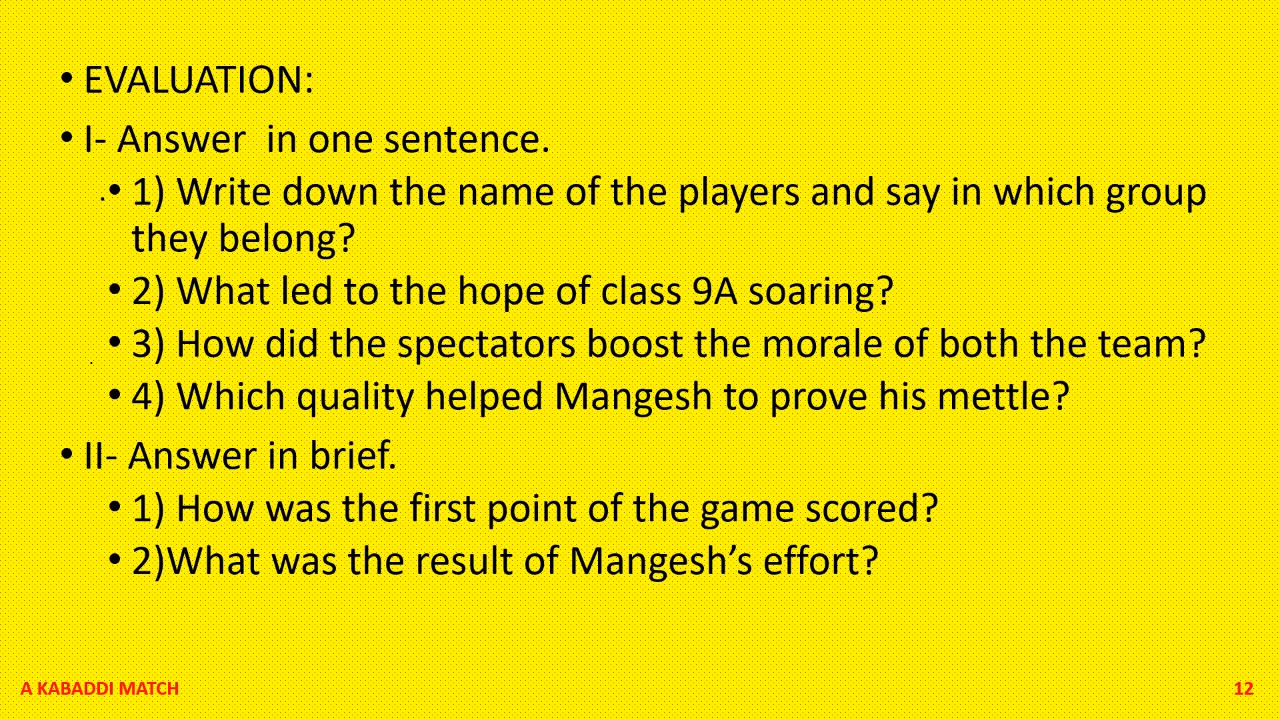 • EVALUATION:
• I- Answer  in one sentence.
• 1) Write down the name of the players and say in which group
they belong?
• 2) What led to the hope of class 9A soaring?
• 3) How did the spectators boost the morale of both the team?
• 4) Which quality helped Mangesh to prove his mettle?
• II- Answer in brief.
• 1) How was the first point of the game scored?
• 2)What was the result of Mangesh’s effort?
A KABADDI MATCH
12